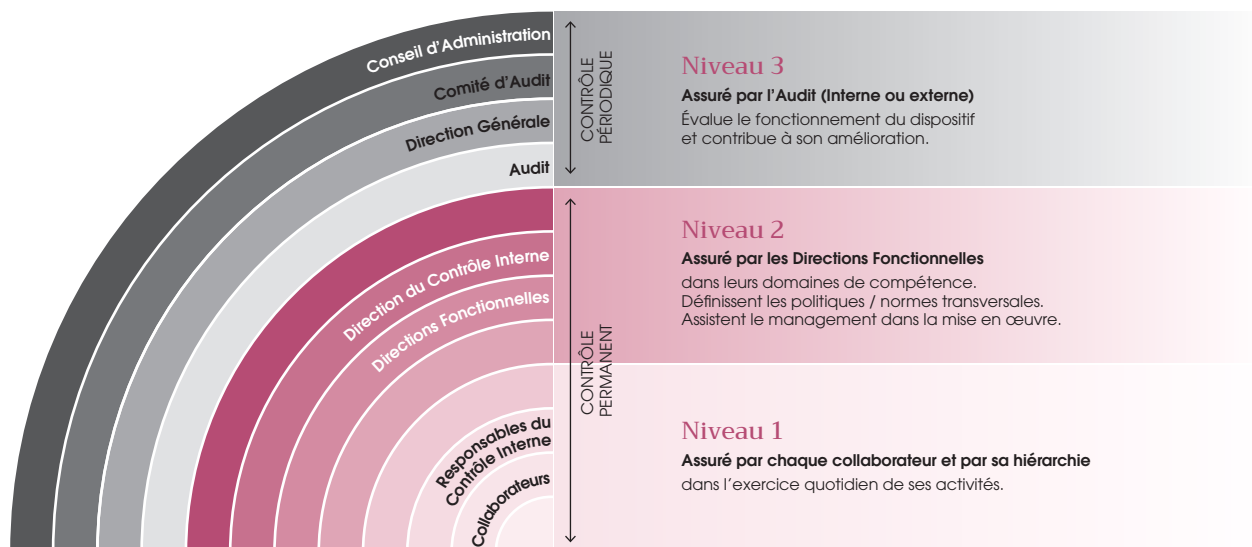 Conseil d’Administration
Comité d’Audit
Direction Générale
Audit
Direction du Contrôle Interne
Directions Fonctionnelles
Responsables du
Contrôle Interne
Collaborateurs
CONTRÔLE
PÉRIODIQUE
CONTRÔLE
PERMANENT
Niveau 3
Assuré par l’Audit (Interne ou externe)
Évalue le fonctionnement du dispositif
et contribue à son amélioration.
Niveau 2
Assuré par les Directions Fonctionnelles
dans leurs domaines de compétence.
Définissent les politiques / normes transversales.
Assistent le management dans la mise en œuvre.
Niveau 1
Assuré par chaque collaborateur et par sa hiérarchie
dans l’exercice quotidien de ses activités.